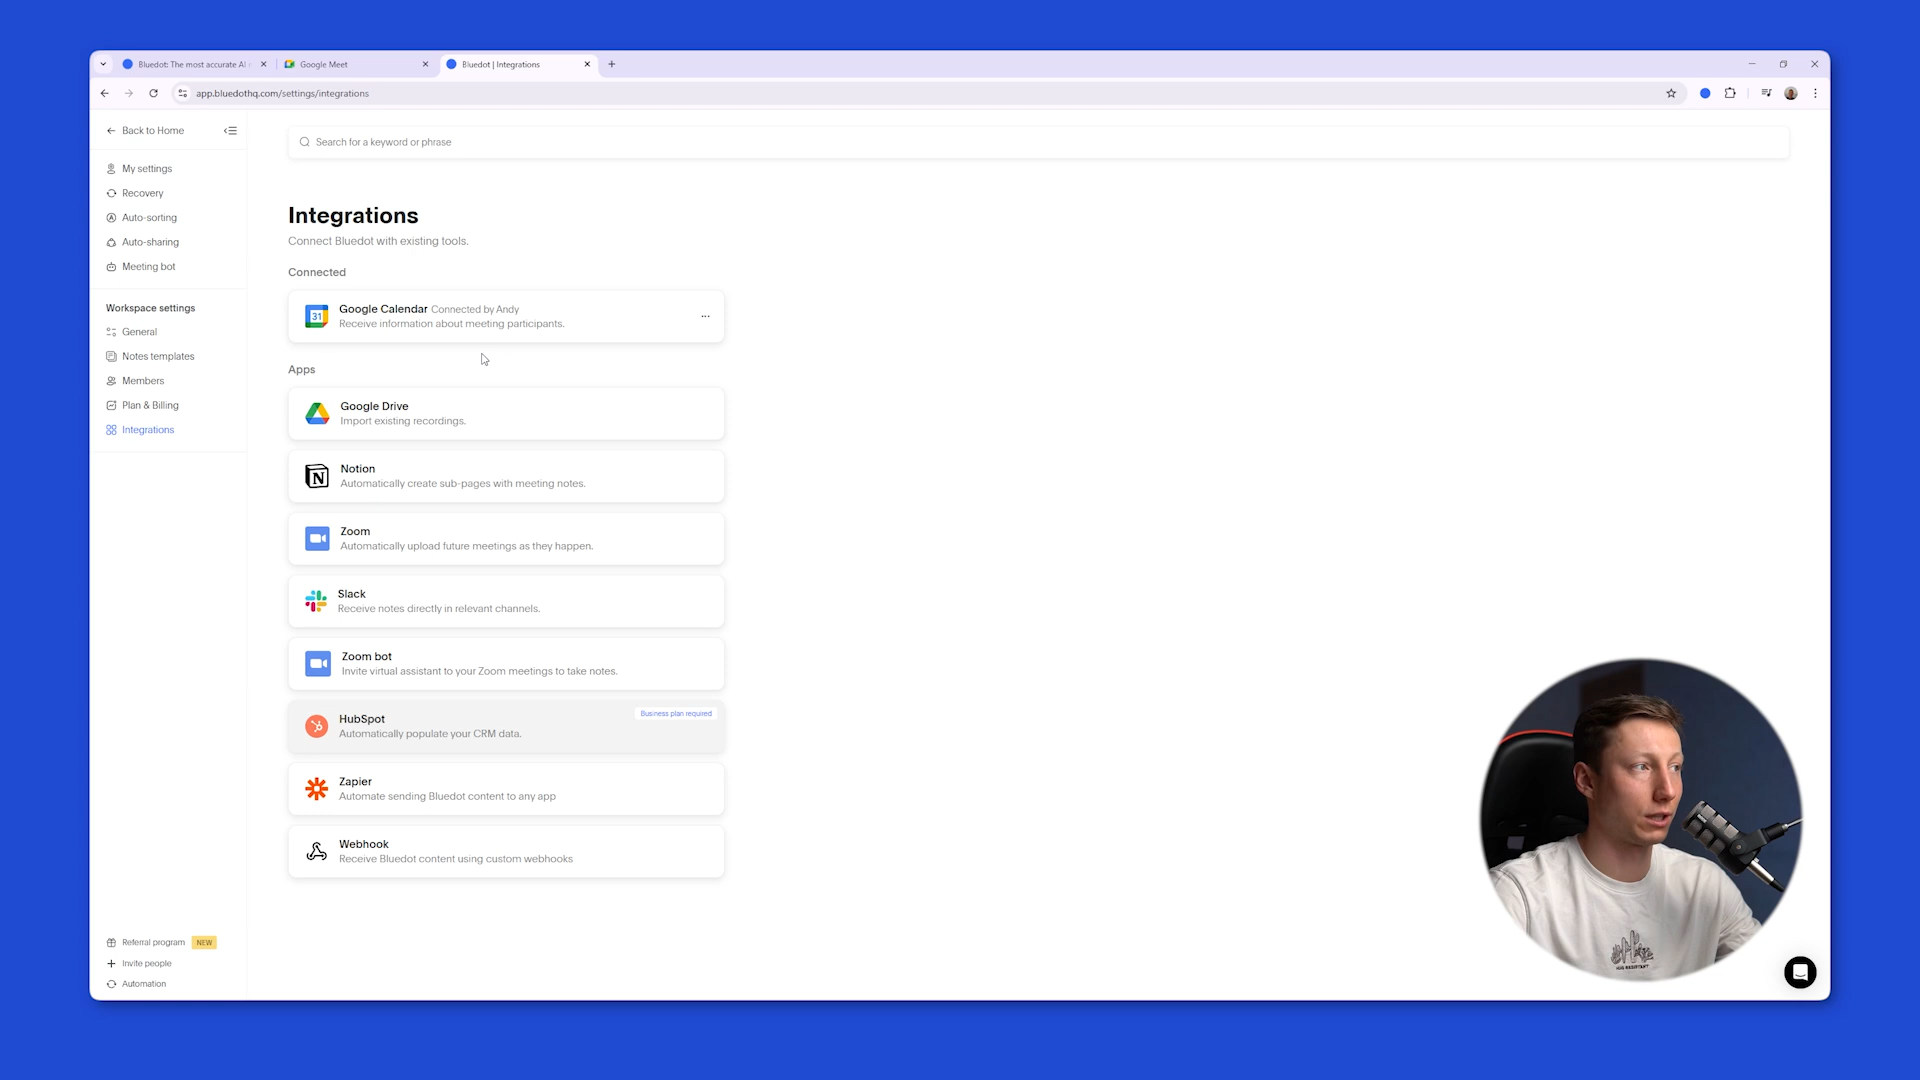 Bluedot: The most accurate AI
Google Meet
Bluedot | Integrations
app.bluedothq.com/settings/integrations
Back to Home
Search for a keyword or phrase
My settings
Recovery
Auto-sorting
Auto-sharing
Meeting bot
Workspace settings
General
Notes templates
Members
Plan & Billing
Integrations
Referral program NEW
Invite people
Automation
Integrations
Connect Bluedot with existing tools.
Connected
31
Google Calendar Connected by Andy
Receive information about meeting participants.
Apps
Google Drive
Import existing recordings.
Notion
Automatically create sub-pages with meeting notes.
Zoom
Automatically upload future meetings as they happen.
Slack
Receive notes directly in relevant channels.
Zoom bot
Invite virtual assistant to your Zoom meetings to take notes.
HubSpot
Business plan required
Automatically populate your CRM data.
Zapier
Automate sending Bluedot content to any app
Webhook
Receive Bluedot content using custom webhooks